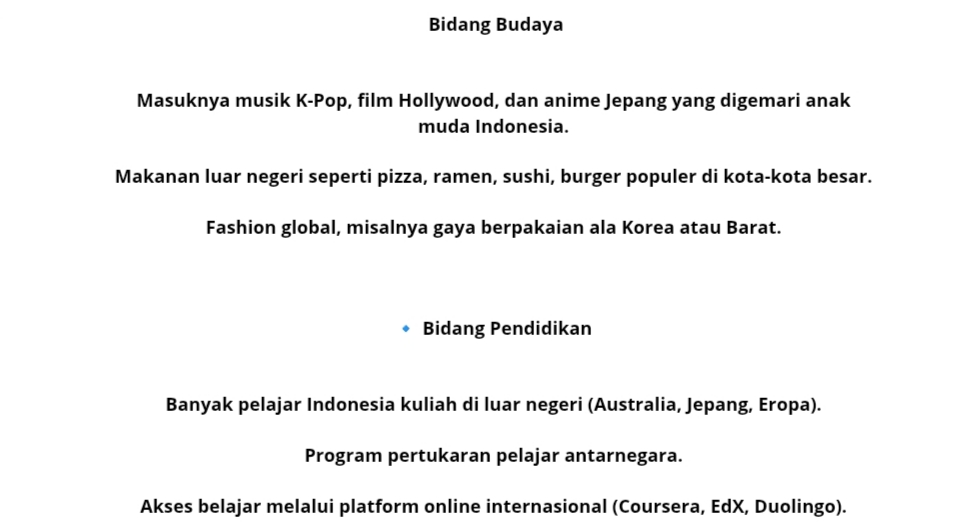 Bidang Budaya
Masuknya musik K-Pop, film Hollywood, dan anime Jepang yang digemari anak
muda Indonesia.
Makanan luar negeri seperti pizza, ramen, sushi, burger populer di kota-kota besar.
Fashion global, misalnya gaya berpakaian ala Korea atau Barat.
🔹 Bidang Pendidikan
Banyak pelajar Indonesia kuliah di luar negeri (Australia, Jepang, Eropa).
Program pertukaran pelajar antarnegara.
Akses belajar melalui platform online internasional (Coursera, EdX, Duolingo).